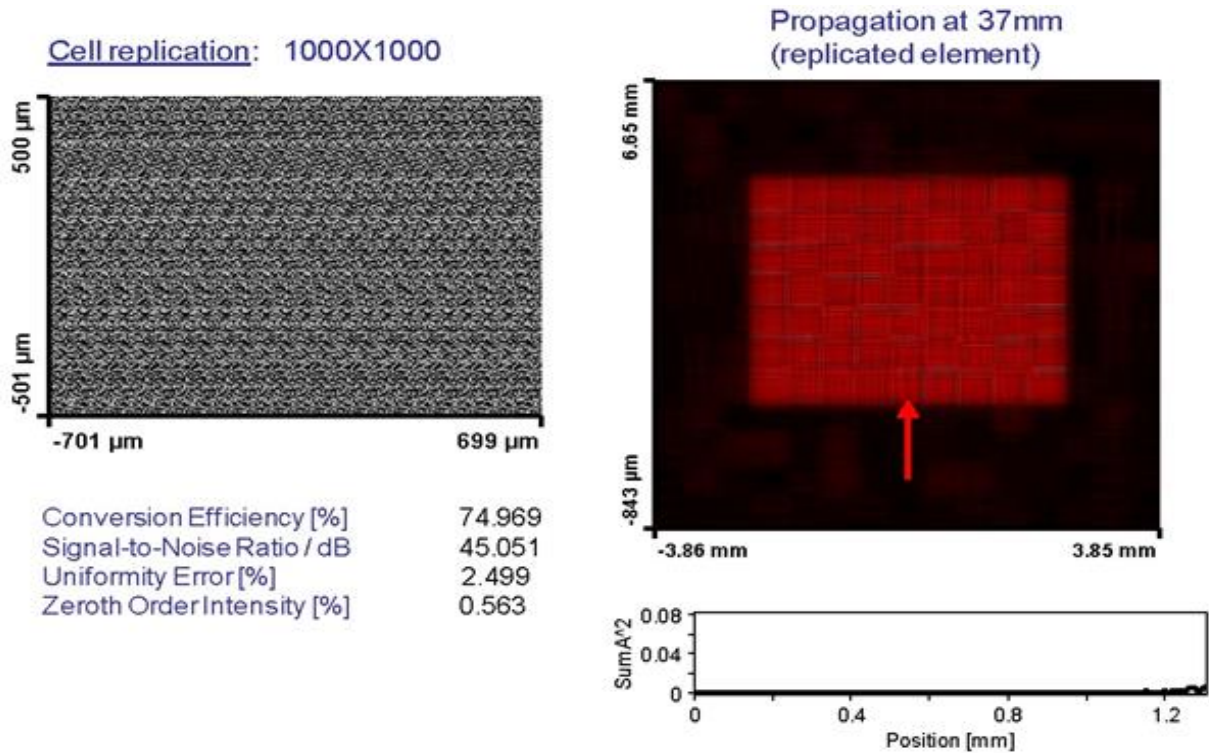 Cell replication: 1000X1000
500 µm
-501 µm
-701 µm 699 µm
Conversion Efficiency [%] 74.969
Signal-to-Noise Ratio / dB 45.051
Uniformity Error [%] 2.499
Zeroth Order Intensity [%] 0.563
Propagation at 37mm
(replicated element)
6.65 mm
-843 µm
-3.86 mm 3.85 mm
SumA^2
0.08
0.04
0
0 0.4 0.8 1.2
Position [mm]